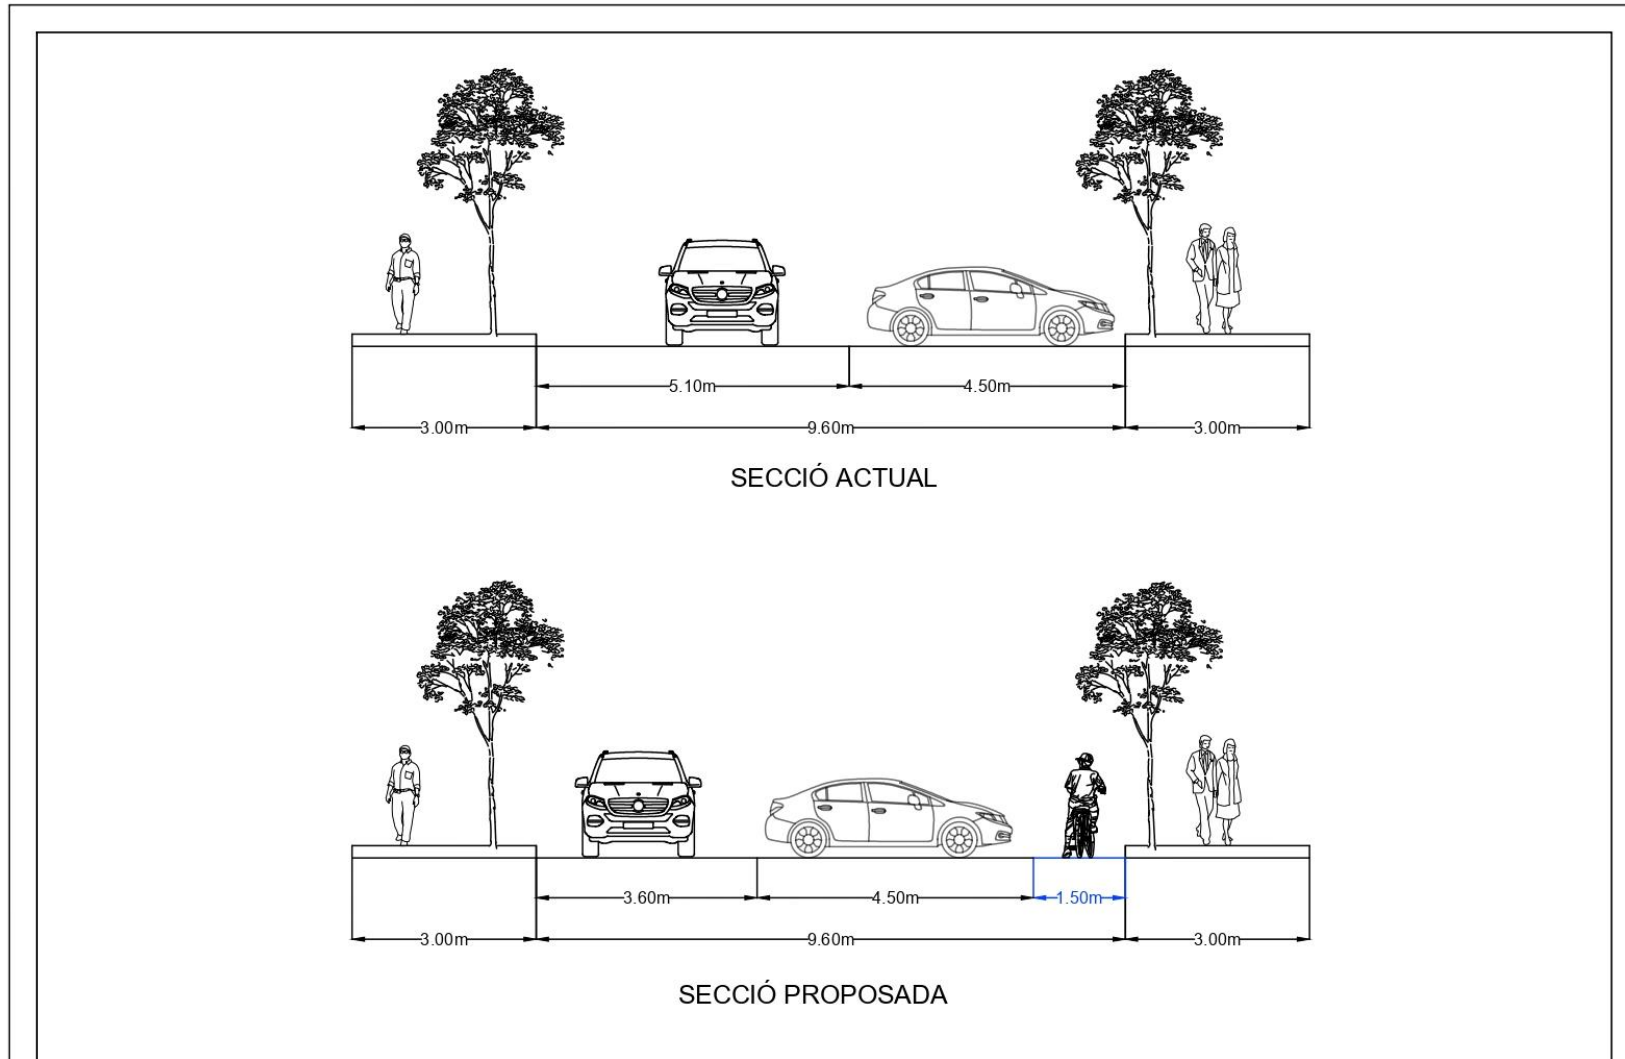 5.10m 4.50m
3.00m 9.60m 3.00m
SECCIÓ ACTUAL
3.60m 4.50m 1.50m
3.00m 9.60m 3.00m
SECCIÓ PROPOSADA